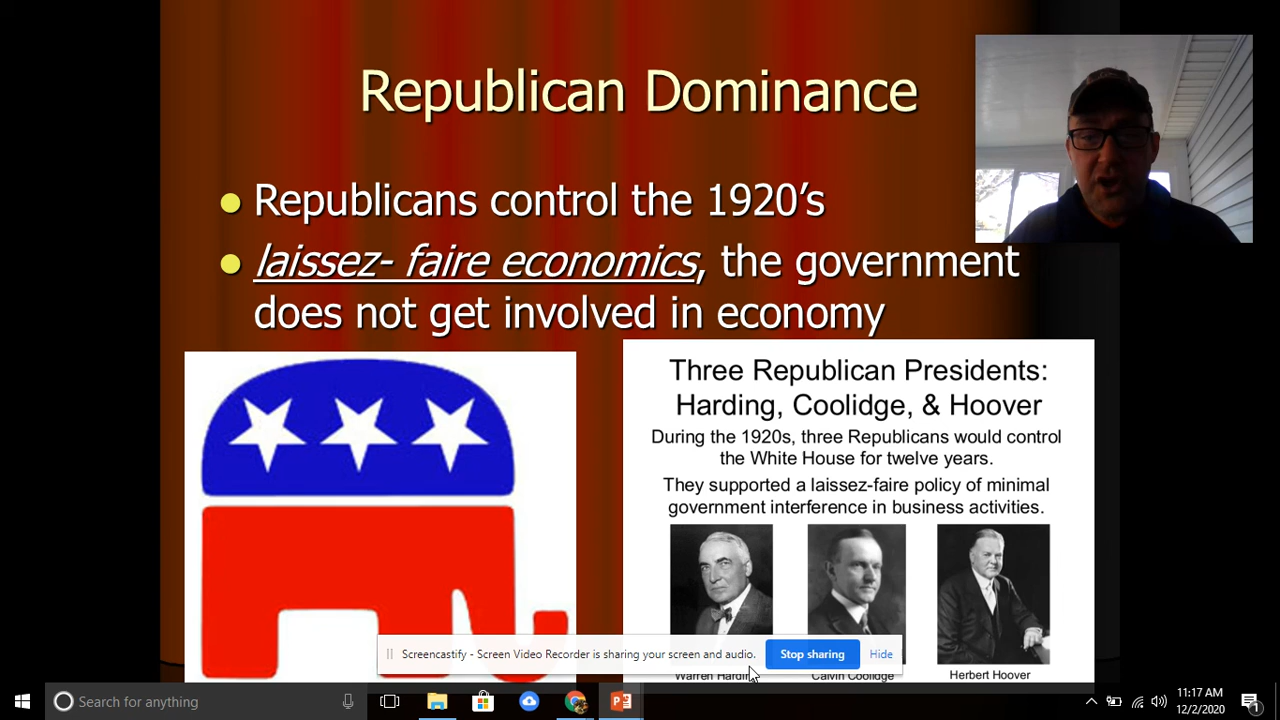 Republican Dominance
Republicans control the 1920's
laissez- faire economics, the government
does not get involved in economy
Three Republican Presidents:
Harding, Coolidge, & Hoover
During the 1920s, three Republicans would control
the White House for twelve years.
They supported a laissez-faire policy of minimal
government interference in business activities.
Screencastify - Screen Video Recorder is sharing your screen and audio.
Stop sharing
Hide
Warren Harding
Calvin Coolidge
Herbert Hoover
Search for anything
11:17 AM
12/2/2020
1